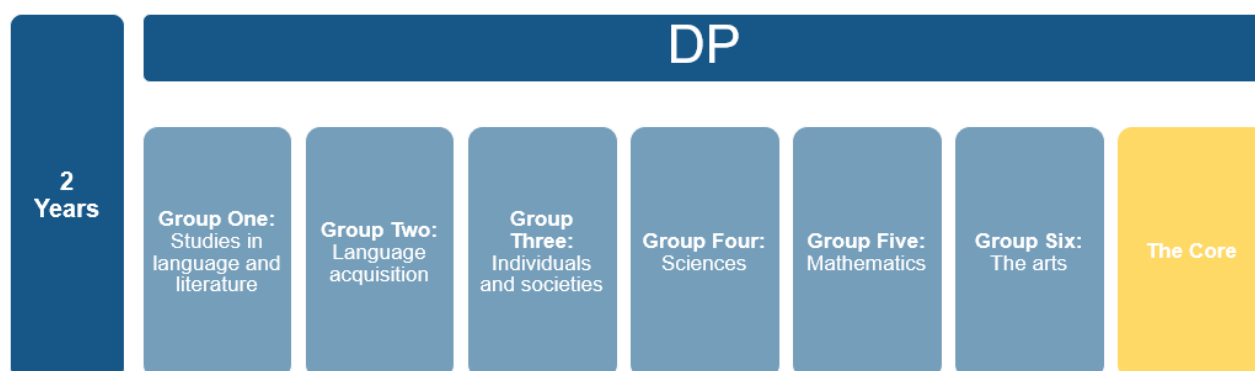 DP
2
Years
Group One:
Studies in
language and
literature
Group Two:
Language
acquisition
Group
Three:
Individuals
and societies
Group Four:
Sciences
Group Five:
Mathematics
Group Six:
The arts
The Core